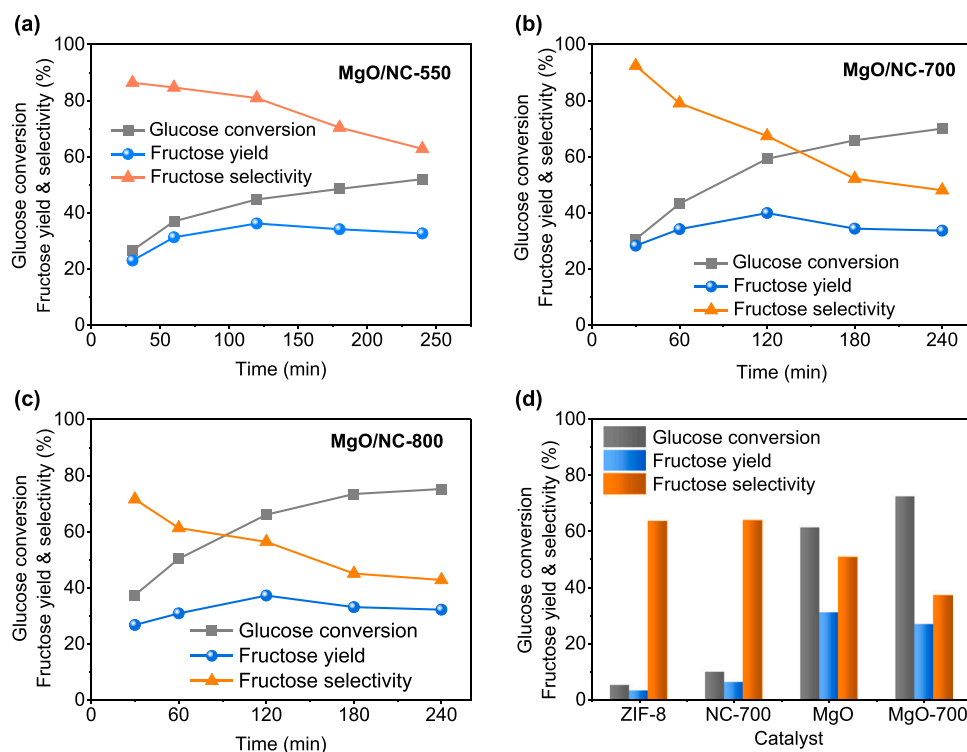 (a)
Glucose conversion
Fructose yield & selectivity (%)
100
80
60
40
20
0
MgO/NC-550
Glucose conversion
Fructose yield
Fructose selectivity
0 50 100 150 200 250
Time (min)
(b)
Glucose conversion
Fructose yield & selectivity (%)
100
80
60
40
20
0
MgO/NC-700
Glucose conversion
Fructose yield
Fructose selectivity
0 60 120 180 240
Time (min)
(c)
Glucose conversion
Fructose yield & selectivity (%)
100
80
60
40
20
0
MgO/NC-800
Glucose conversion
Fructose yield
Fructose selectivity
0 60 120 180 240
Time (min)
(d)
Glucose conversion
Fructose yield & selectivity (%)
100
80
60
40
20
0
Glucose conversion
Fructose yield
Fructose selectivity
ZIF-8 NC-700 MgO MgO-700
Catalyst